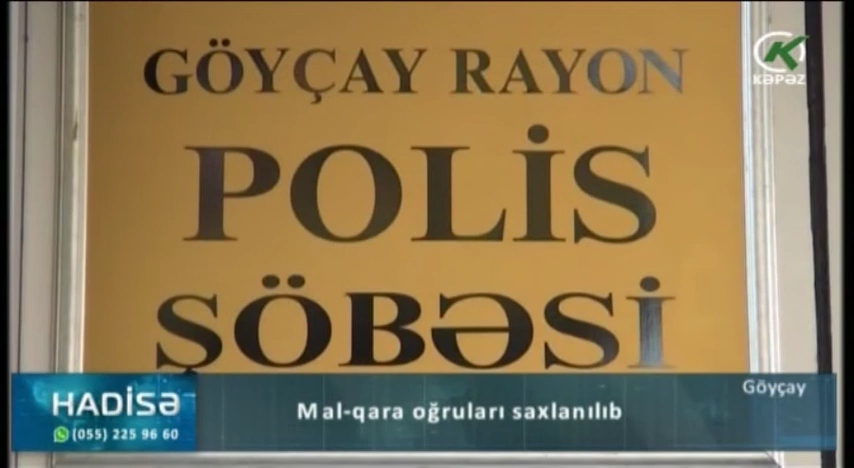 GÖYÇAY RAYON
KƏPƏZ
POLİS
ŞÖBƏSİ
Göyçay
HADİSƏ
Mal-qara oğruları saxlanılıb
(055) 225 96 60